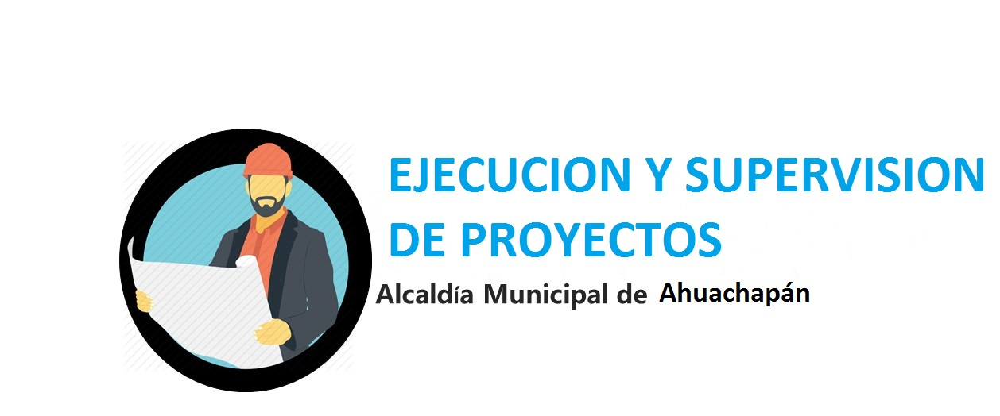 EJECUCION Y SUPERVISION
DE PROYECTOS
Alcaldía Municipal de Ahuachapán